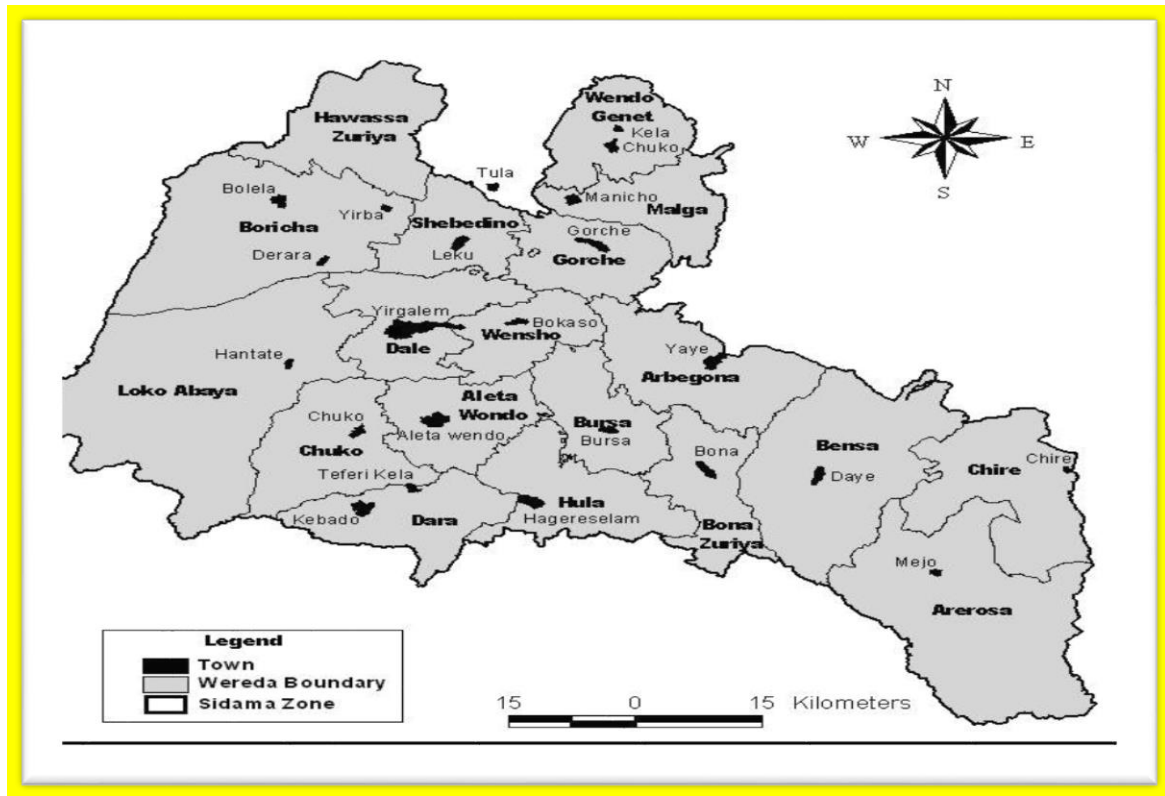 N
W
E
S
Wendo
Genet
Kela
Chuko
Hawassa
Zuriya
Tula
Manicho
Malga
Bolela
Yirba
Boricha
Derara
Shebedino
Leku
Gorche
Gorche
Yirgalem
Dale
Bokaso
Wensho
Yaye
Arbegona
Hantate
Loko Abaya
Aleta
Wondo
Aleta wendo
Chuko
Chuko
Bursa
Bursa
Bona
Bona
Zuriya
Bensa
Daye
Chire
Chire
Teferi Kela
Kebado
Dara
Hula
Hagereselam
Mejo
Arerosa
Legend
Town
Wereda Boundary
Sidama Zone
15 0 15 Kilometers